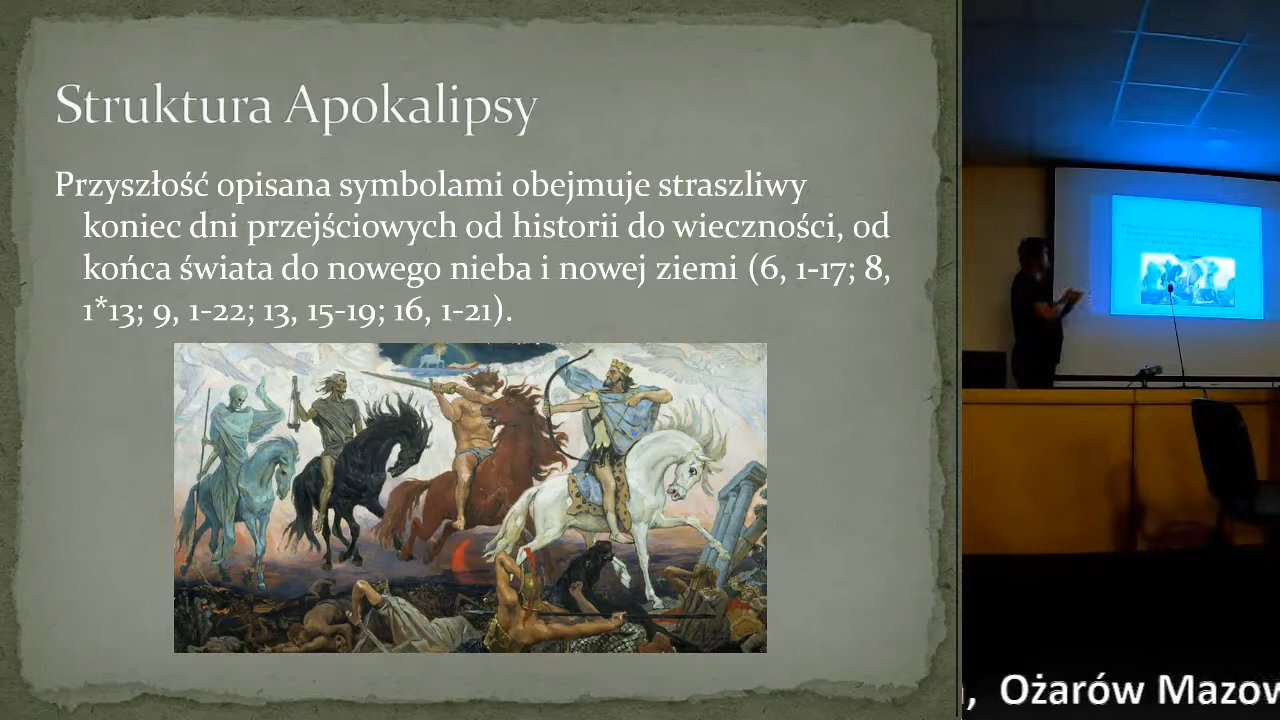 Struktura Apokalipsy
Przyszłość opisana symbolami obejmuje straszliwy
koniec dni przejściowych od historii do wieczności, od
końca świata do nowego nieba i nowej ziemi (6, 1-17; 8,
1*13; 9, 1-22; 13, 15-19; 16, 1-21).
, Ożarów Mazow